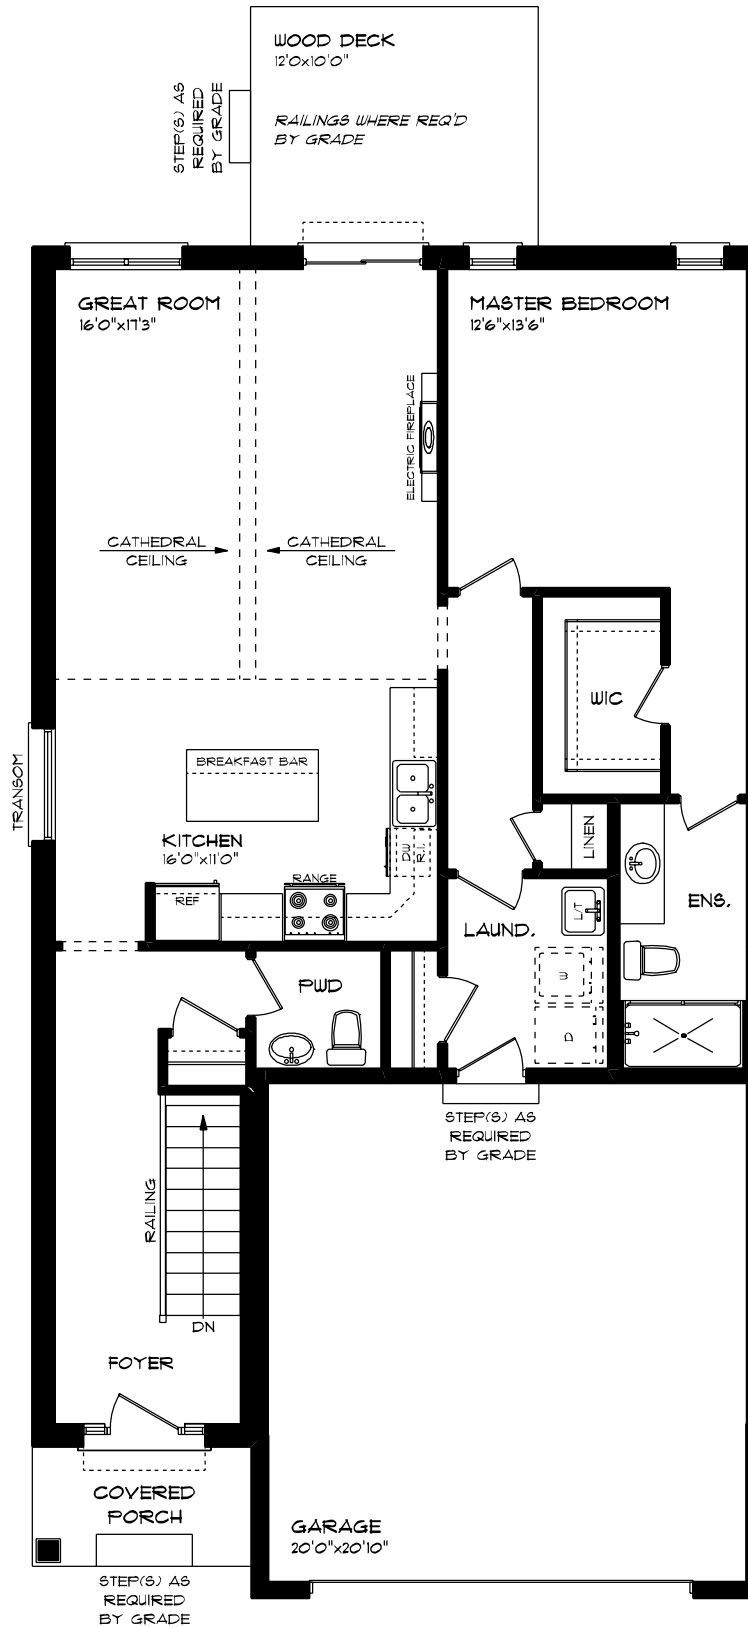 WOOD DECK
12'0x10'0"
STEP(S) AS
REQUIRED
BY GRADE
RAILINGS WHERE REQ'D
BY GRADE
GREAT ROOM
16'0"x17'3"
MASTER BEDROOM
12'6"x13'6"
ELECTRIC FIREPLACE
CATHEDRAL
CEILING
CATHEDRAL
CEILING
WIC
TRANSOM
BREAKFAST BAR
KITCHEN
16'0"x11'0"
DW
R.I.
LINEN
RANGE
REF
ENS.
L/T
LAUND.
W
PWD
D
STEP(S) AS
REQUIRED
BY GRADE
RAILING
DN
FOYER
COVERED
PORCH
GARAGE
20'0"x20'10"
STEP(S) AS
REQUIRED
BY GRADE